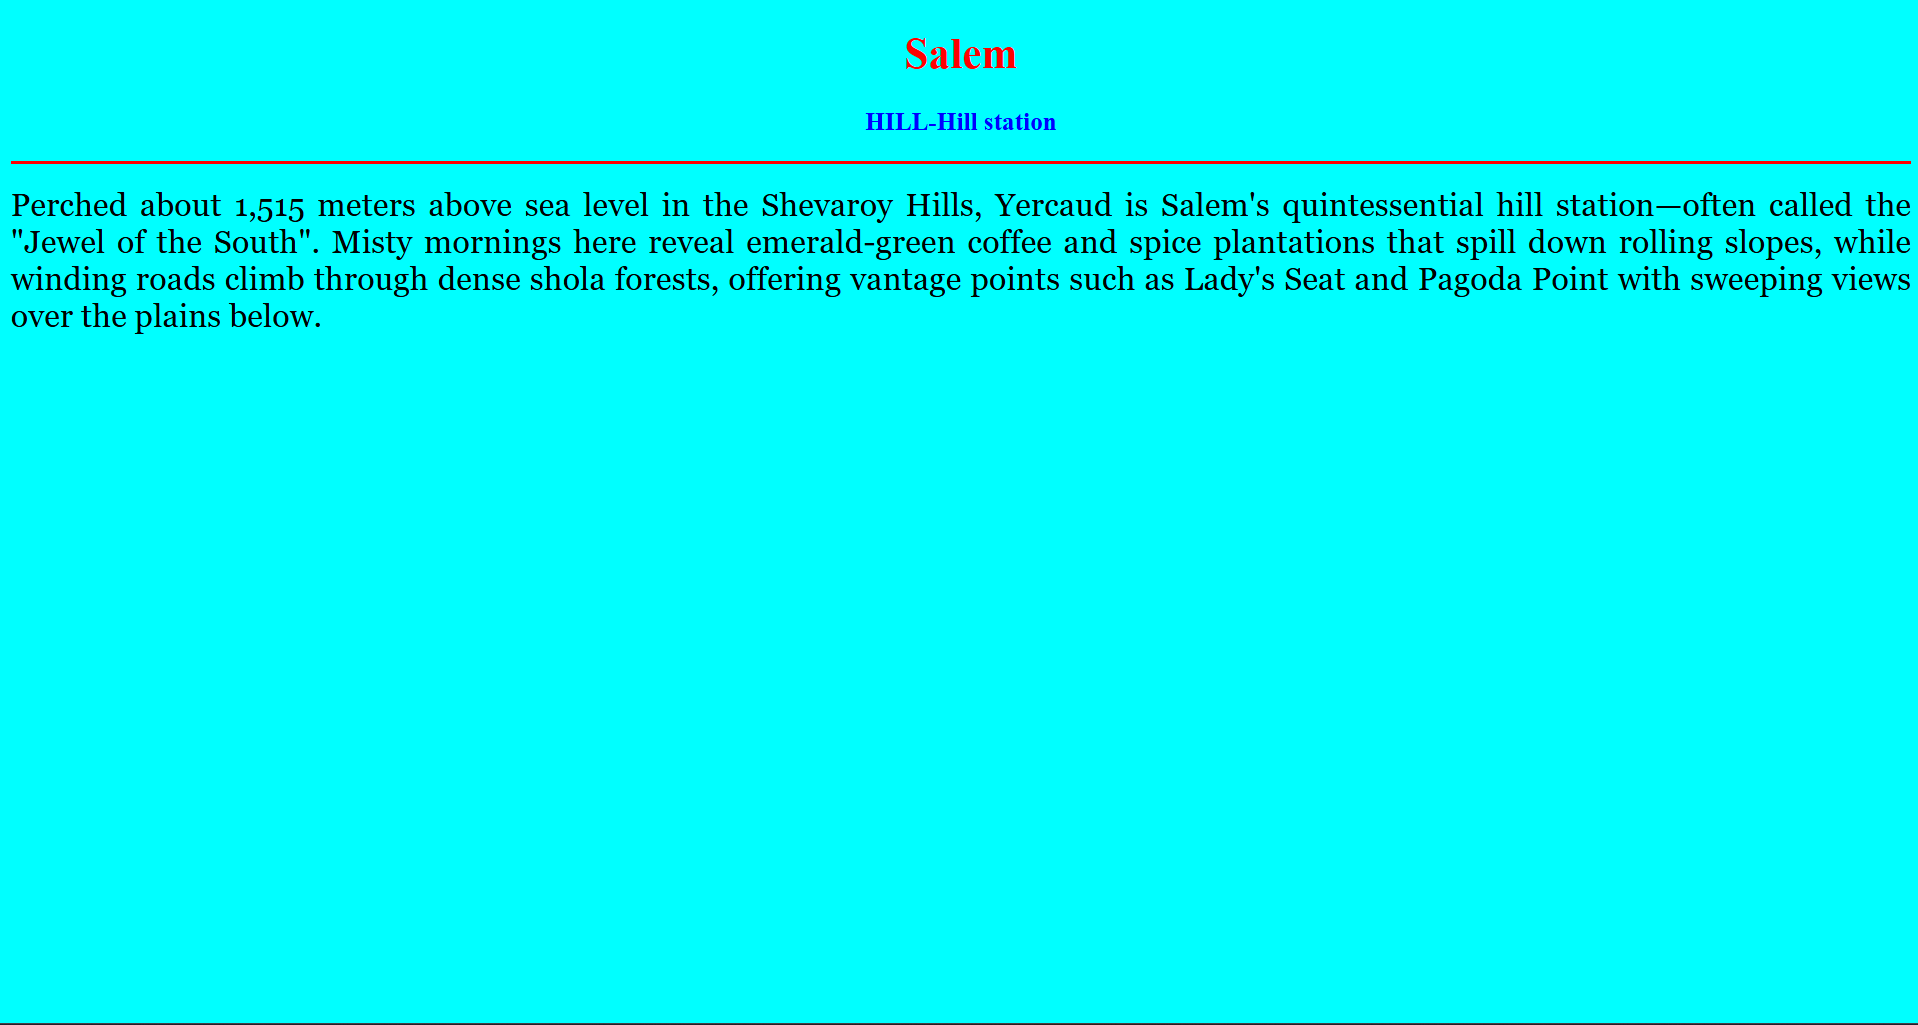 Salem
HILL-Hill station
Perched about 1,515 meters above sea level in the Shevaroy Hills, Yercaud is Salem's quintessential hill station—often called the
"Jewel of the South". Misty mornings here reveal emerald-green coffee and spice plantations that spill down rolling slopes, while
winding roads climb through dense shola forests, offering vantage points such as Lady's Seat and Pagoda Point with sweeping views
over the plains below.